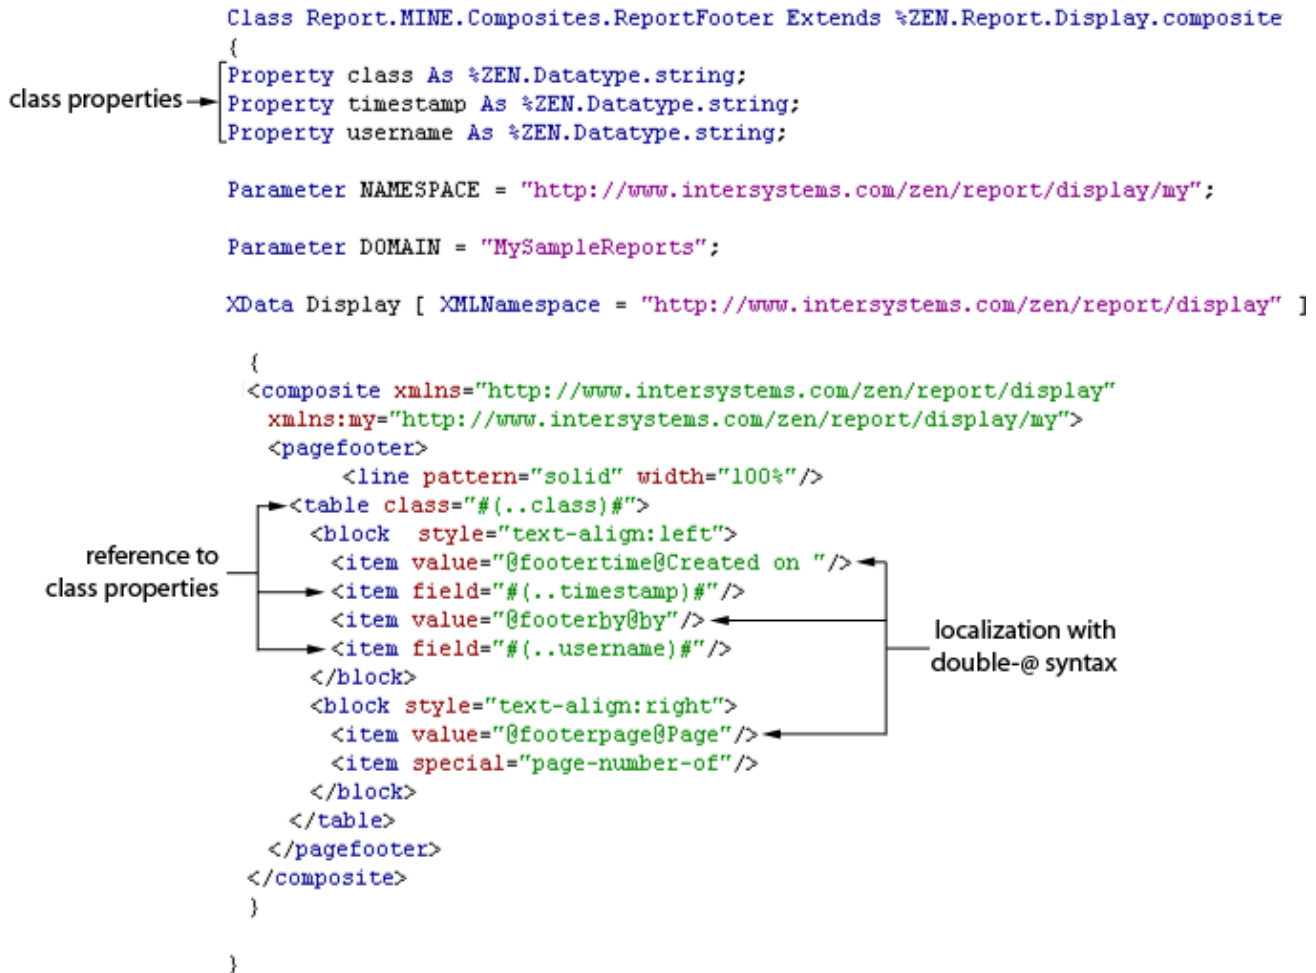 Class Report.MINE.Composites.ReportFooter Extends %ZEN.Report.Display.composite
{
class properties
Property class As %ZEN.Datatype.string;
Property timestamp As %ZEN.Datatype.string;
Property username As %ZEN.Datatype.string;
Parameter NAMESPACE = "http://www.intersystems.com/zen/report/display/my";
Parameter DOMAIN = "MySampleReports";
XData Display [ XMLNamespace = "http://www.intersystems.com/zen/report/display" ]
{
<composite xmlns="http://www.intersystems.com/zen/report/display"
xmlns:my="http://www.intersystems.com/zen/report/display/my">
<pagefooter>
<line pattern="solid" width="100%"/>
<table class="#(..class)#">
<block  style="text-align:left">
<item value="@footertime@Created on "/>
<item field="#(..timestamp)#"/>
<item value="@footerby@by"/>
<item field="#(..username)#"/>
</block>
reference to
class properties
localization with
double-@ syntax
<block style="text-align:right">
<item value="@footerpage@Page"/>
<item special="page-number-of"/>
</block>
</table>
</pagefooter>
</composite>
}
}